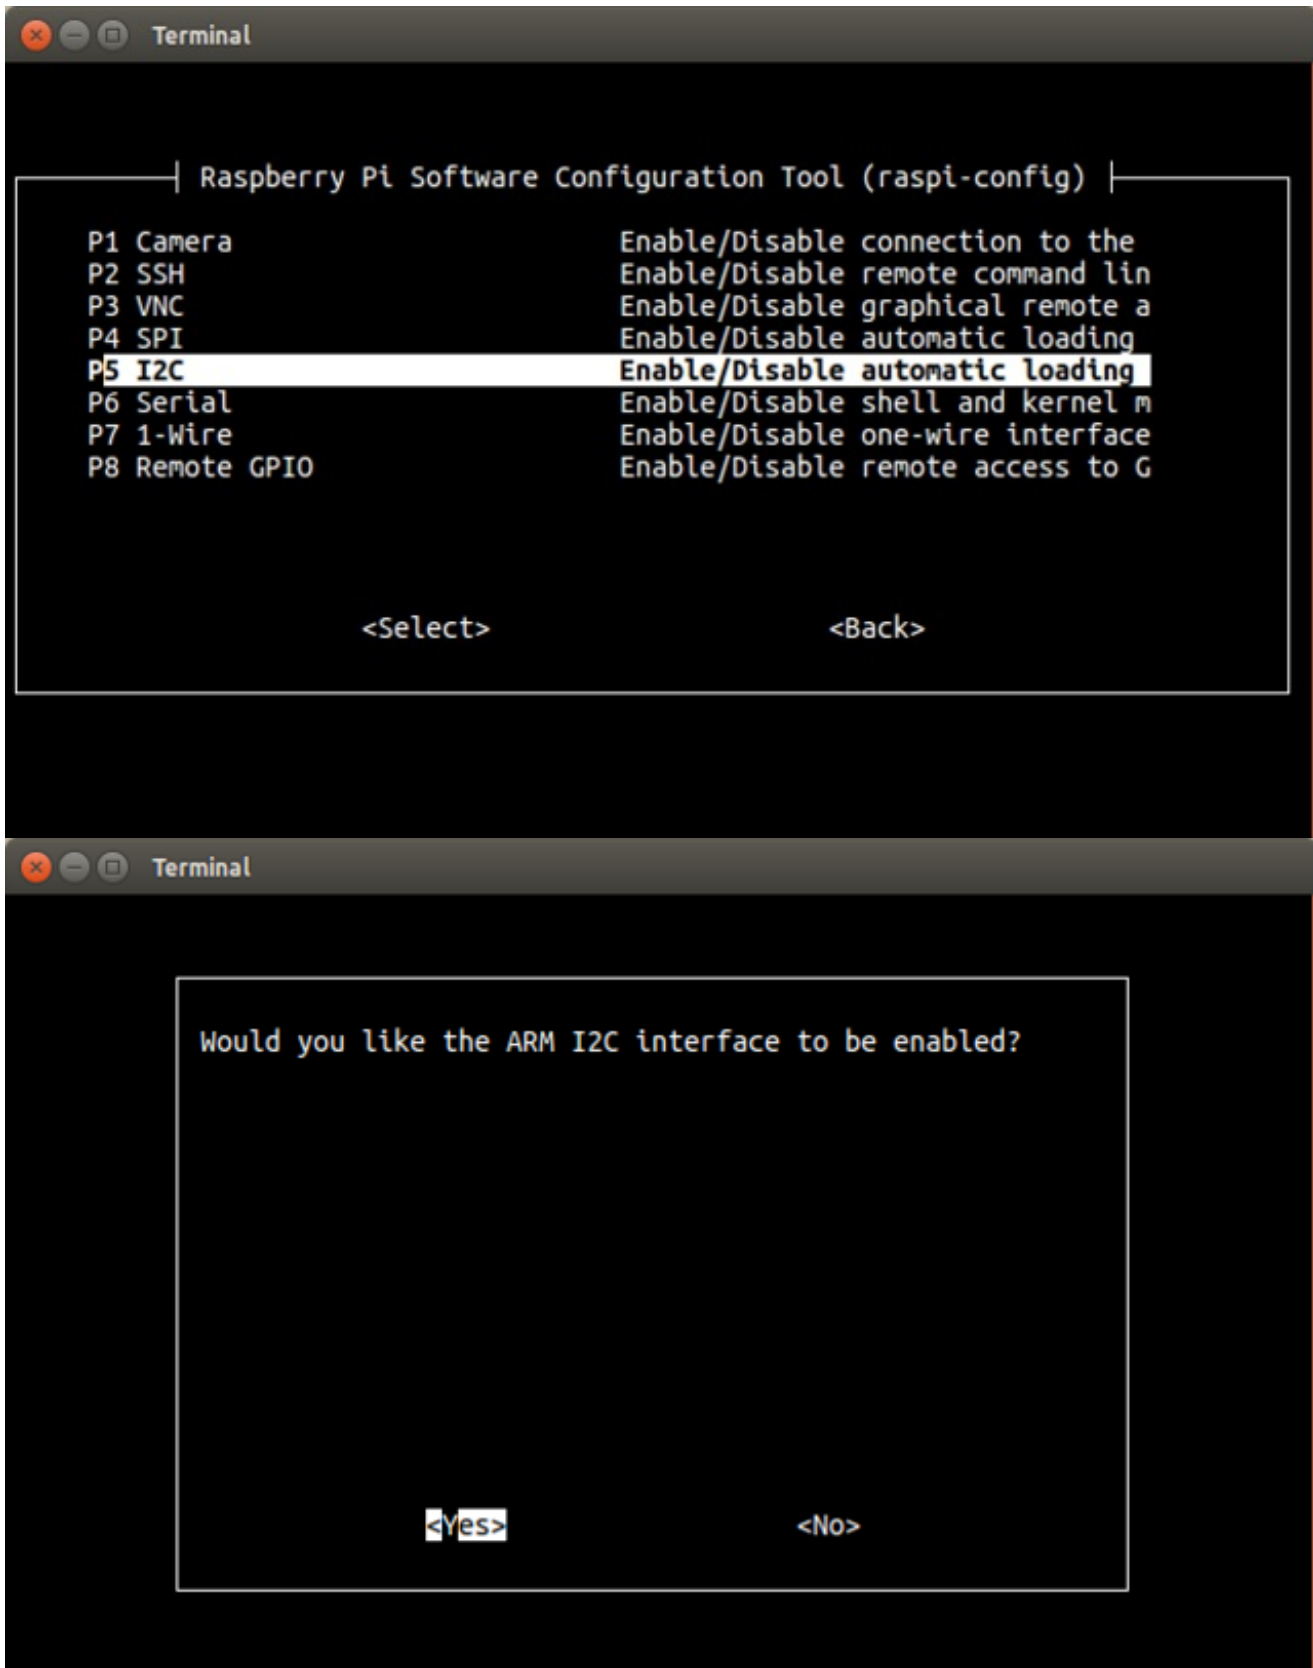 Terminal
Raspberry Pi Software Configuration Tool (raspi-config)
P1 Camera Enable/Disable connection to the
P2 SSH Enable/Disable remote command lin
P3 VNC Enable/Disable graphical remote a
P4 SPI Enable/Disable automatic loading
P5 I2C Enable/Disable automatic loading
P6 Serial Enable/Disable shell and kernel m
P7 1-Wire Enable/Disable one-wire interface
P8 Remote GPIO Enable/Disable remote access to G
<Select> <Back>
Terminal
Would you like the ARM I2C interface to be enabled?
<Yes> <No>